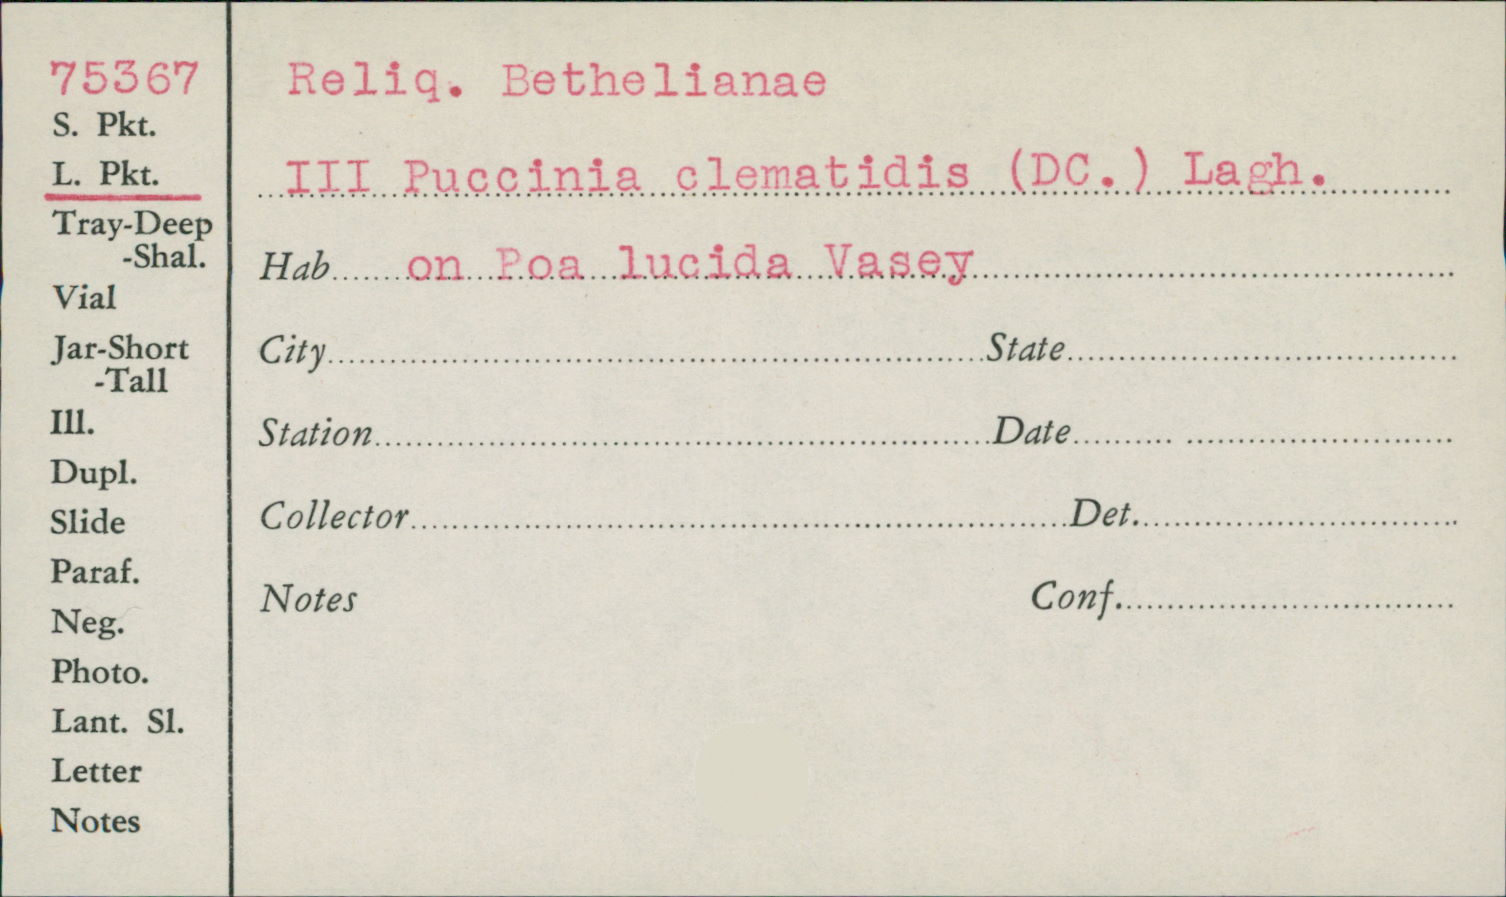 75367
S. Pkt.
L. Pkt.
Tray-Deep
-Shal.
Vial
Jar-Short
-Tall
Ill.
Dupl.
Slide
Paraf.
Neg.
Photo.
Lant. Sl.
Letter
Notes
Reliq. Bethelianae
III Puccinia clematidis (DC.) Lagh.
Hab on Poa lucida Vasey
City State
Station Date
Collector Det.
Notes Conf.